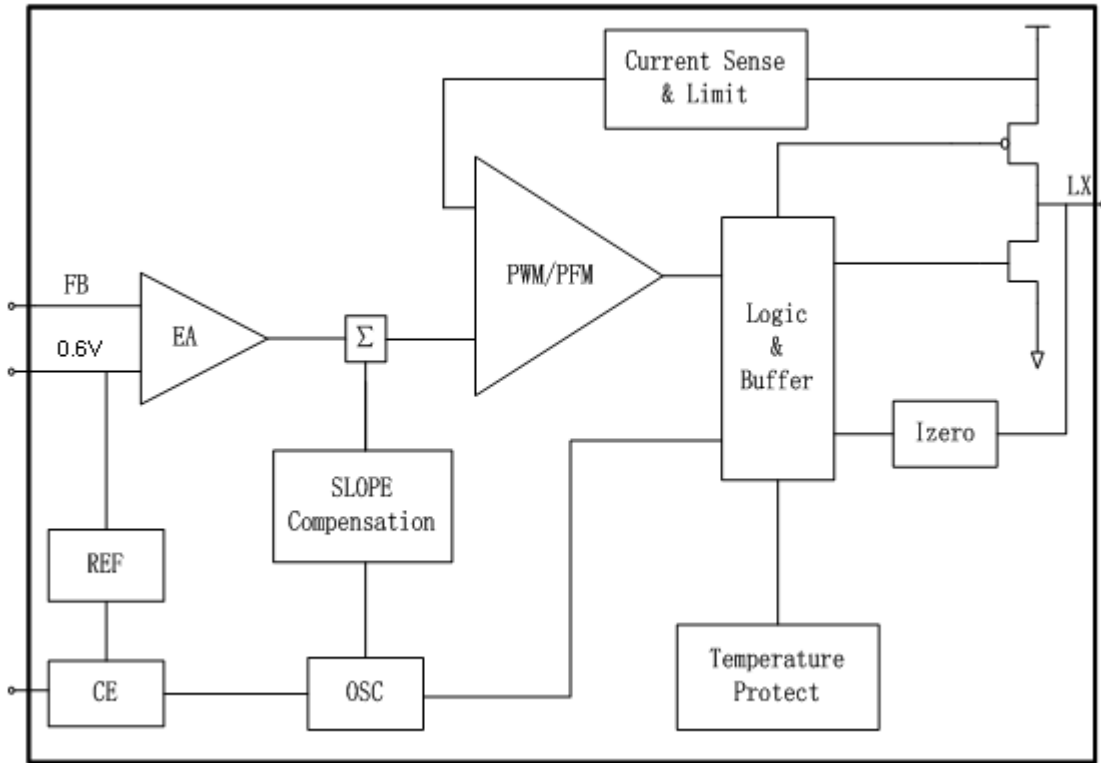 Current Sense
& Limit
LX
PWM/PFM
FB
EA
0.6V
Σ
Logic
&
Buffer
Izero
SLOPE
Compensation
REF
CE
OSC
Temperature
Protect